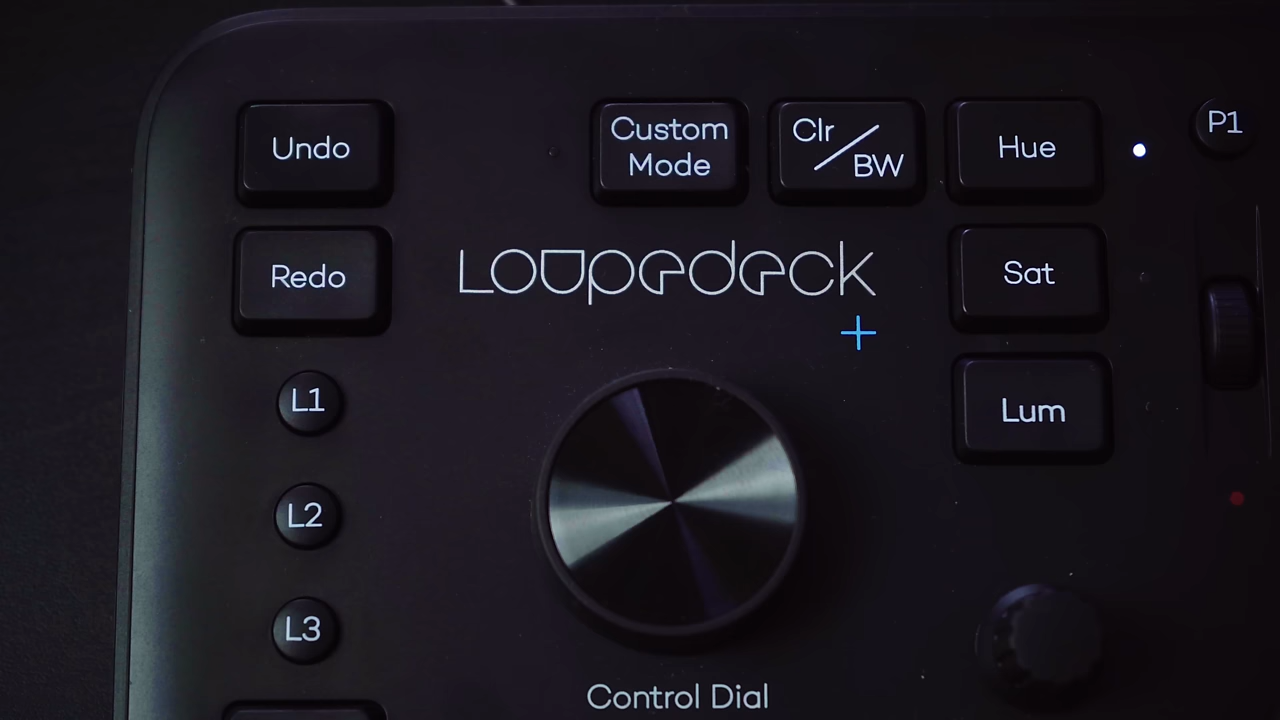 Undo
Custom
Mode
Clr/BW
Hue
P1
Redo
Loupedeck
+
Sat
L1
Lum
L2
L3
Control Dial